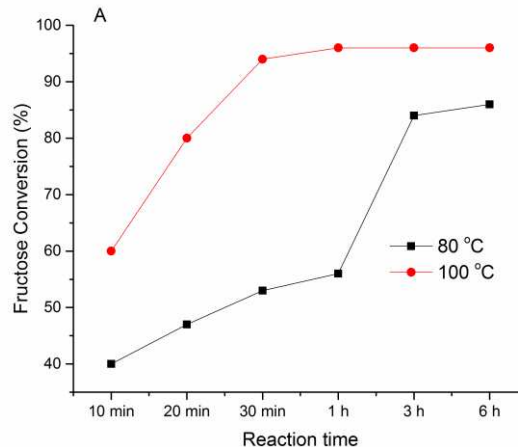 A
100
90
80
70
60
50
40
Fructose Conversion (%)
80 °C
100 °C
10 min 20 min 30 min 1 h 3 h 6 h
Reaction time